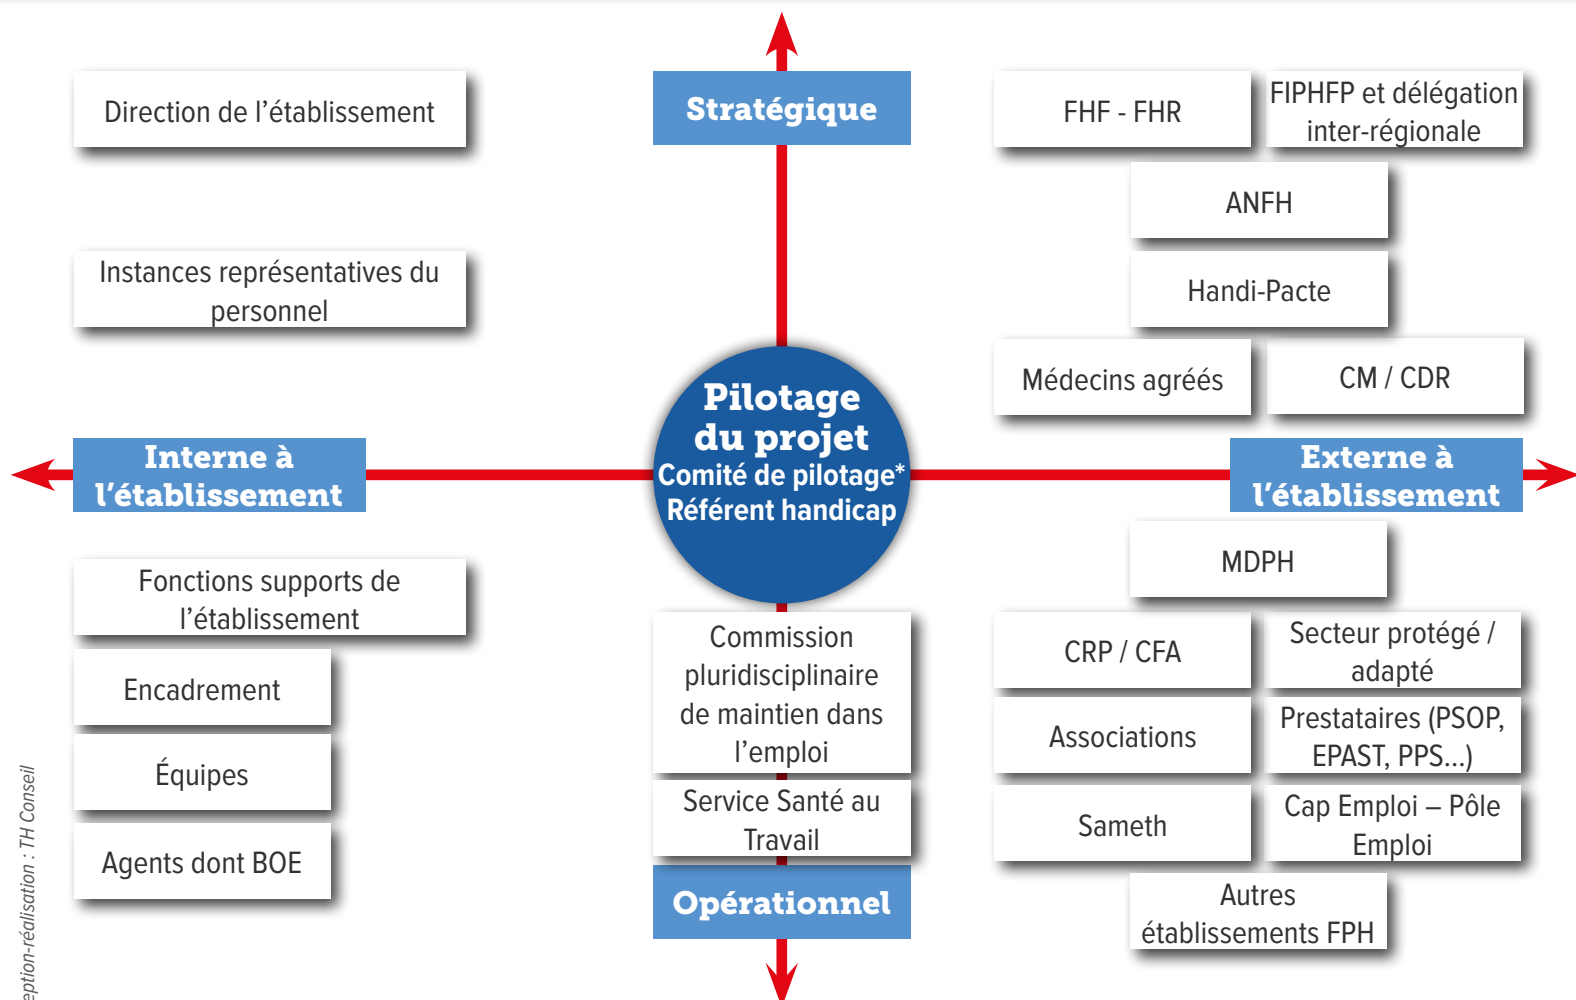 Stratégique
Direction de l’établissement
Instances représentatives du
personnel
FHF - FHR
FIPHFP et délégation
inter-régionale
ANFH
Handi-Pacte
Médecins agréés
CM / CDR
Pilotage
du projet
Comité de pilotage*
Référent handicap
Interne à
l’établissement
Externe à
l’établissement
Fonctions supports de
l’établissement
Encadrement
Équipes
Agents dont BOE
Commission
pluridisciplinaire
de maintien dans
l’emploi
Service Santé au
Travail
Opérationnel
MDPH
CRP / CFA
Secteur protégé /
adapté
Associations
Prestataires (PSOP,
EPAST, PPS...)
Sameth
Cap Emploi – Pôle
Emploi
Autres
établissements FPH
eption-réalisation : TH Conseil